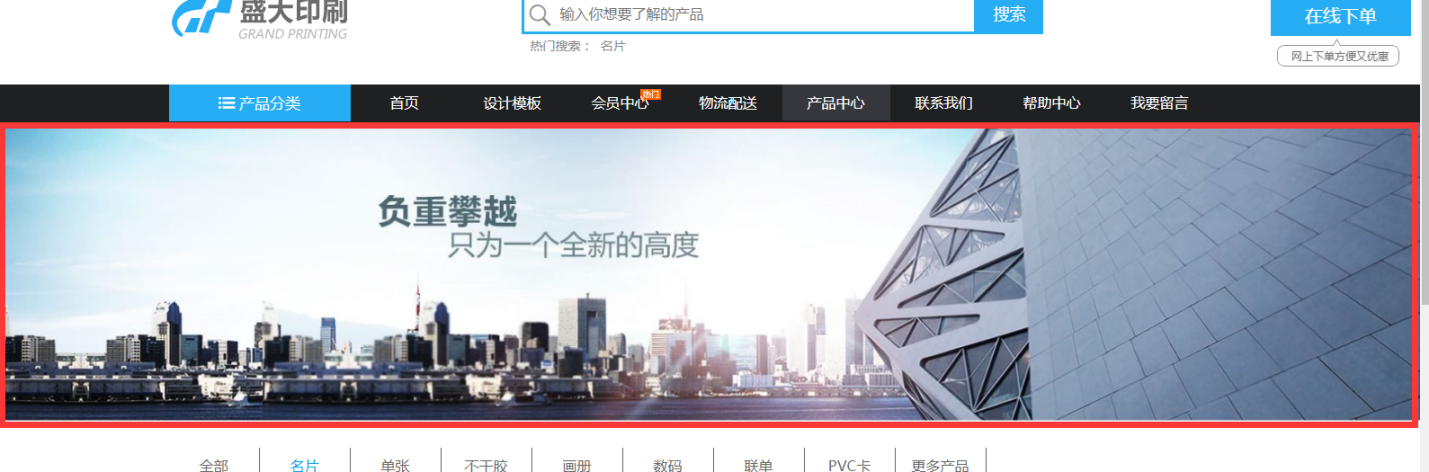 盛大印刷
GRAND PRINTING
输入你想要了解的产品
搜索
热门搜索： 名片
在线下单
网上下单方便又优惠
产品分类 首页 设计模板 会员中心 热门 物流配送 产品中心 联系我们 帮助中心 我要留言
负重攀越
只为一个全新的高度
全部 名片 单张 不干胶 画册 数码 联单 PVC卡 更多产品